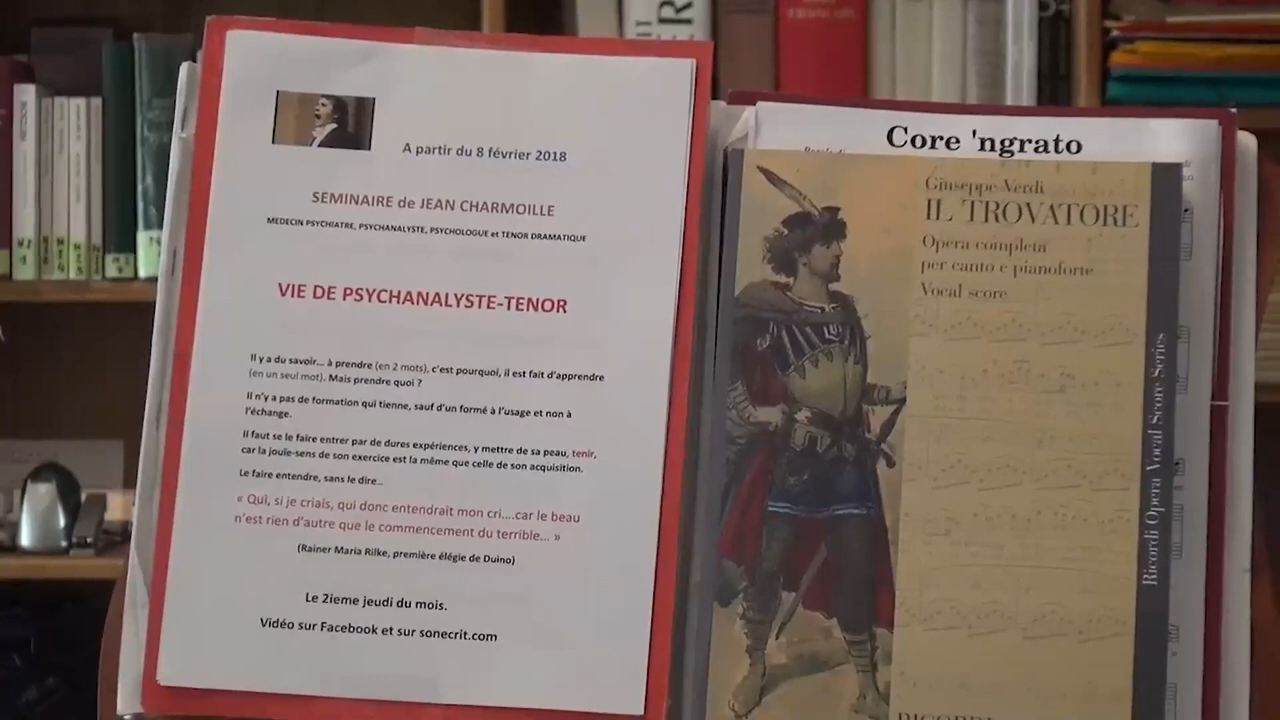 A partir du 8 février 2018
SEMINAIRE de JEAN CHARMOILLE
MEDECIN PSYCHIATRE, PSYCHANALYSTE, PSYCHOLOGUE et TENOR DRAMATIQUE
VIE DE PSYCHANALYSTE-TENOR
Il y a du savoir... à prendre (en 2 mots), c'est pourquoi, il est fait d'apprendre
(en un seul mot). Mais prendre quoi ?
Il n'y a pas de formation qui tienne, sauf d'un formé à l'usage et non à
l'échange.
Il faut se le faire entrer par de dures expériences, y mettre de sa peau, tenir,
car la jouïe-sens de son exercice est la même que celle de son acquisition.
Le faire entendre, sans le dire...
« Qui, si je criais, qui donc entendrait mon cri....car le beau
n'est rien d'autre que le commencement du terrible... »
(Rainer Maria Rilke, première élégie de Duino)
Le 2ieme jeudi du mois.
Vidéo sur Facebook et sur sonecrit.com
Core 'ngrato
Giuseppe Verdi
IL TROVATORE
Opera completa
per canto e pianoforte
Vocal score
Ricordi Opera Vocal Score Series
RICORDI